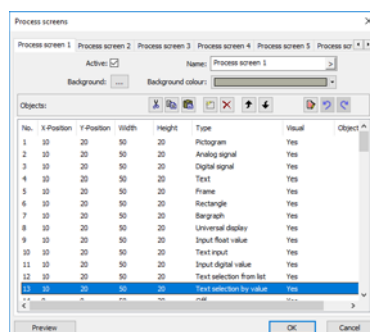 Process screens
Process screen 1 Process screen 2 Process screen 3 Process screen 4 Process screen 5 Process scr
Active: Name: Process screen 1 >
Background: ... Background colour:
Objects:
No. X-Position Y-Position Width Height Type Visual Object
1 10 20 50 20 Pictogram Yes
2 10 20 50 20 Analog signal Yes
3 10 20 50 20 Digital signal Yes
4 10 20 50 20 Text Yes
5 10 20 50 20 Frame Yes
6 10 20 50 20 Rectangle Yes
7 10 20 50 20 Bargraph Yes
8 10 20 50 20 Universal display Yes
9 10 20 50 20 Input float value Yes
10 10 20 50 20 Text input Yes
11 10 20 50 20 Input digital value Yes
12 10 20 50 20 Text selection from list Yes
13 10 20 50 20 Text selection by value Yes
Preview OK Cancel